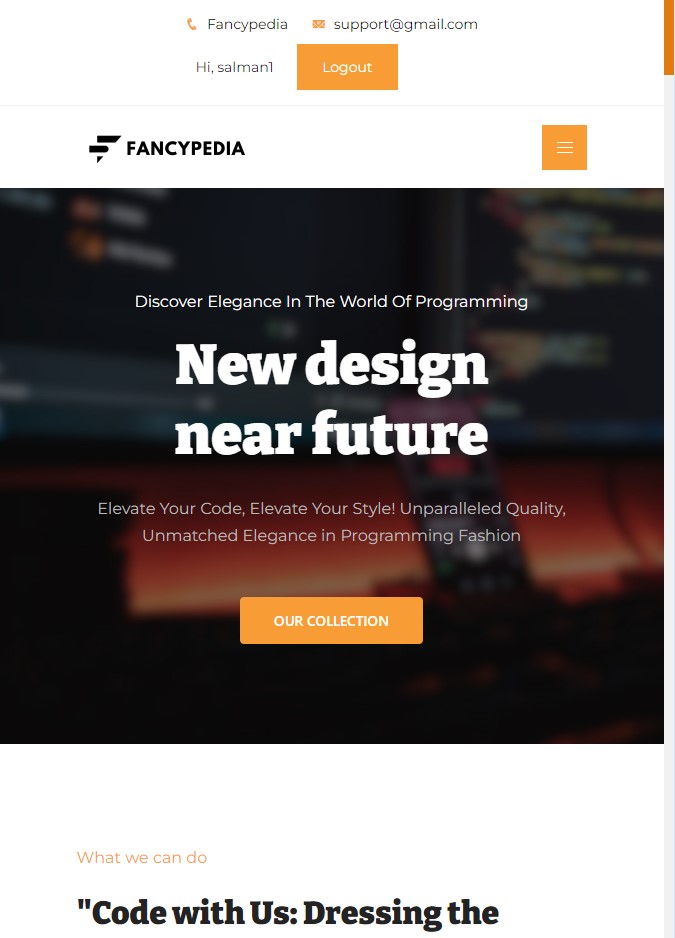 Fancypedia support@gmail.com
Hi, salman1 Logout
FANCYPEDIA
Discover Elegance In The World Of Programming
New design
near future
Elevate Your Code, Elevate Your Style! Unparalleled Quality,
Unmatched Elegance in Programming Fashion
OUR COLLECTION
What we can do
"Code with Us: Dressing the